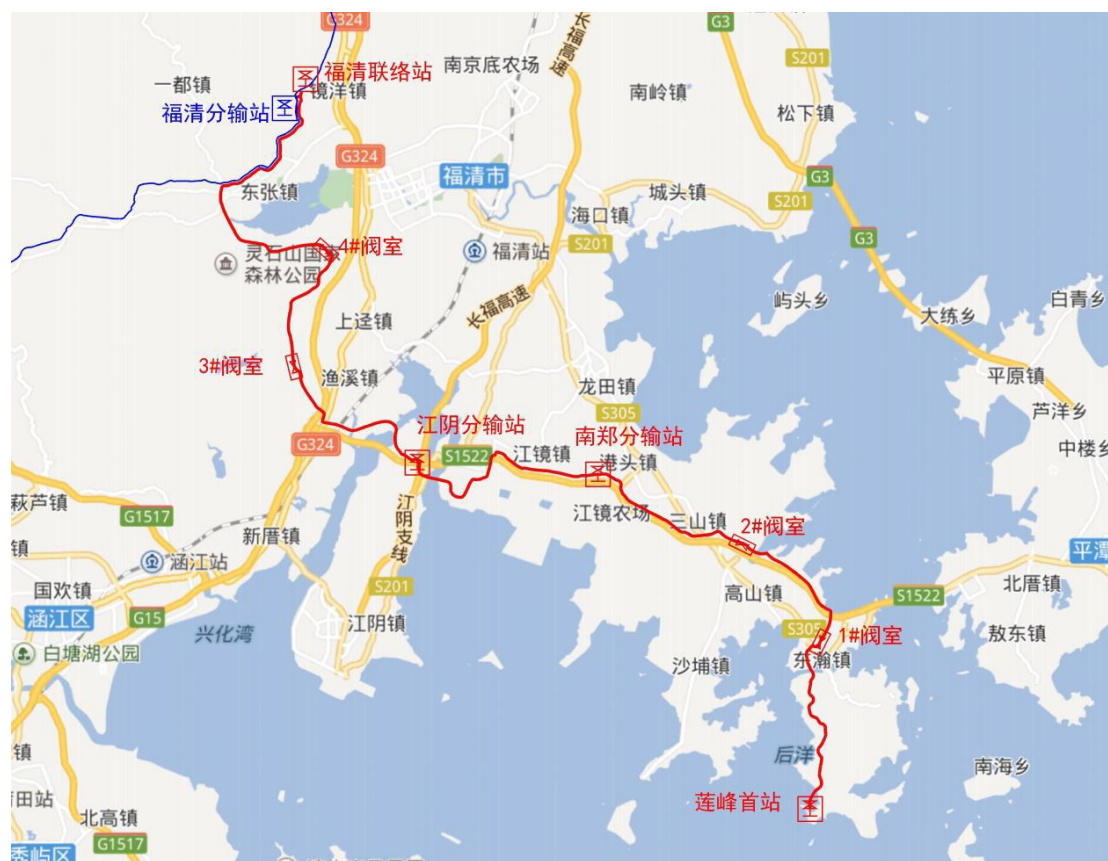 G324
G3
长福高速
福清联络站
南京底农场
S201
一都镇
镜洋镇
南岭镇
松下镇
福清分输站
G324
福清市
G3
东张镇
城头镇
S201
海口镇
4#阀室
灵石山国家
森林公园
福清站
S201
G3
屿头乡
白青乡
大练乡
长福高速
上迳镇
3#阀室
渔溪镇
龙田镇
平原镇
芦洋乡
S305
江阴分输站
南郑分输站
G324
S1522
江镜镇
港头镇
中楼乡
萩芦镇
G1517
江阴支线
江镜农场
三山镇
2#阀室
新厝镇
涵江站
平潭
国欢镇
S201
高山镇
S1522
北厝镇
涵江区
G15
兴化湾
江阴镇
S305
1#阀室
敖东镇
白塘湖公园
沙埔镇
东瀚镇
后洋
南海乡
莲峰首站
北高镇
G1517
秀屿区